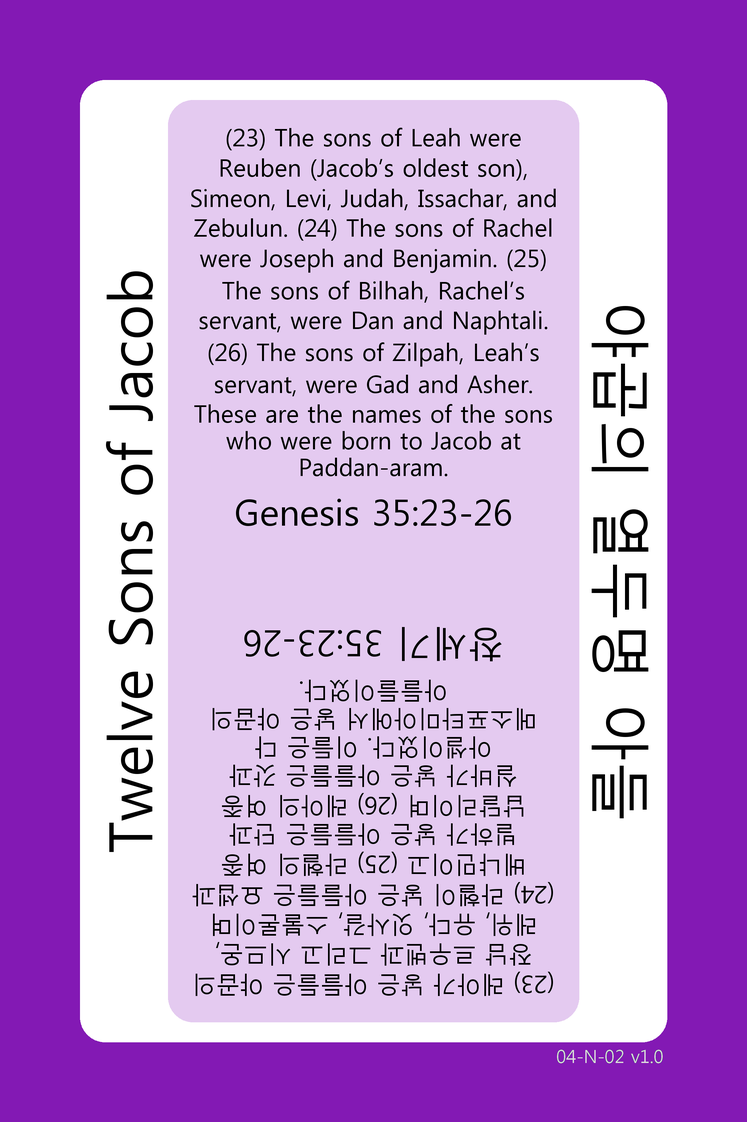 Twelve Sons of Jacob
(23) The sons of Leah were
Reuben (Jacob's oldest son),
Simeon, Levi, Judah, Issachar, and
Zebulun. (24) The sons of Rachel
were Joseph and Benjamin. (25)
The sons of Bilhah, Rachel's
servant, were Dan and Naphtali.
(26) The sons of Zilpah, Leah's
servant, were Gad and Asher.
These are the names of the sons
who were born to Jacob at
Paddan-aram.
Genesis 35:23-26
야곱의 열두명 아들
(23) 레아가 낳은 아들들은 야곱의
장남 르우벤과 그리고 시므온,
레위, 유다, 잇사갈, 스불론이며
(24) 라헬이 낳은 아들들은 요셉과
베냐민이고 (25) 라헬의 여종
빌하가 낳은 아들들은 단과
납달리이며 (26) 레아의 여종
실바가 낳은 아들들은 갓과
아셀이었다. 이들은 다
메소포타미아에서 낳은 야곱의
아들들이었다.
창세기 35:23-26
04-N-02 v1.0